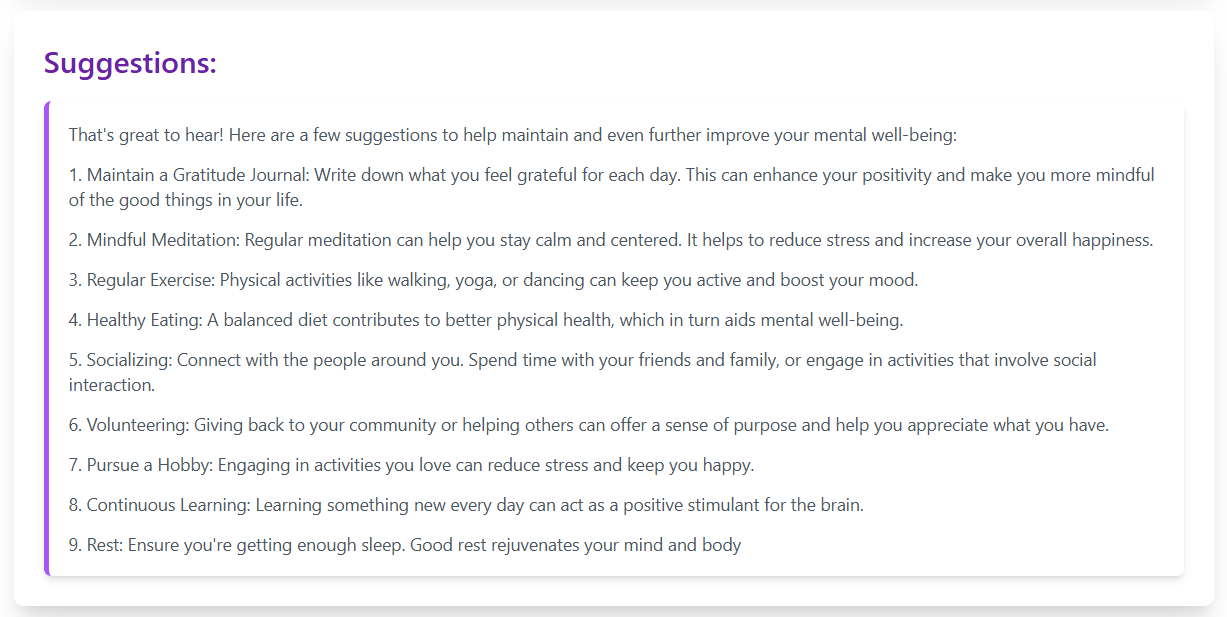 Suggestions:
That's great to hear! Here are a few suggestions to help maintain and even further improve your mental well-being:
1. Maintain a Gratitude Journal: Write down what you feel grateful for each day. This can enhance your positivity and make you more mindful
of the good things in your life.
2. Mindful Meditation: Regular meditation can help you stay calm and centered. It helps to reduce stress and increase your overall happiness.
3. Regular Exercise: Physical activities like walking, yoga, or dancing can keep you active and boost your mood.
4. Healthy Eating: A balanced diet contributes to better physical health, which in turn aids mental well-being.
5. Socializing: Connect with the people around you. Spend time with your friends and family, or engage in activities that involve social
interaction.
6. Volunteering: Giving back to your community or helping others can offer a sense of purpose and help you appreciate what you have.
7. Pursue a Hobby: Engaging in activities you love can reduce stress and keep you happy.
8. Continuous Learning: Learning something new every day can act as a positive stimulant for the brain.
9. Rest: Ensure you're getting enough sleep. Good rest rejuvenates your mind and body